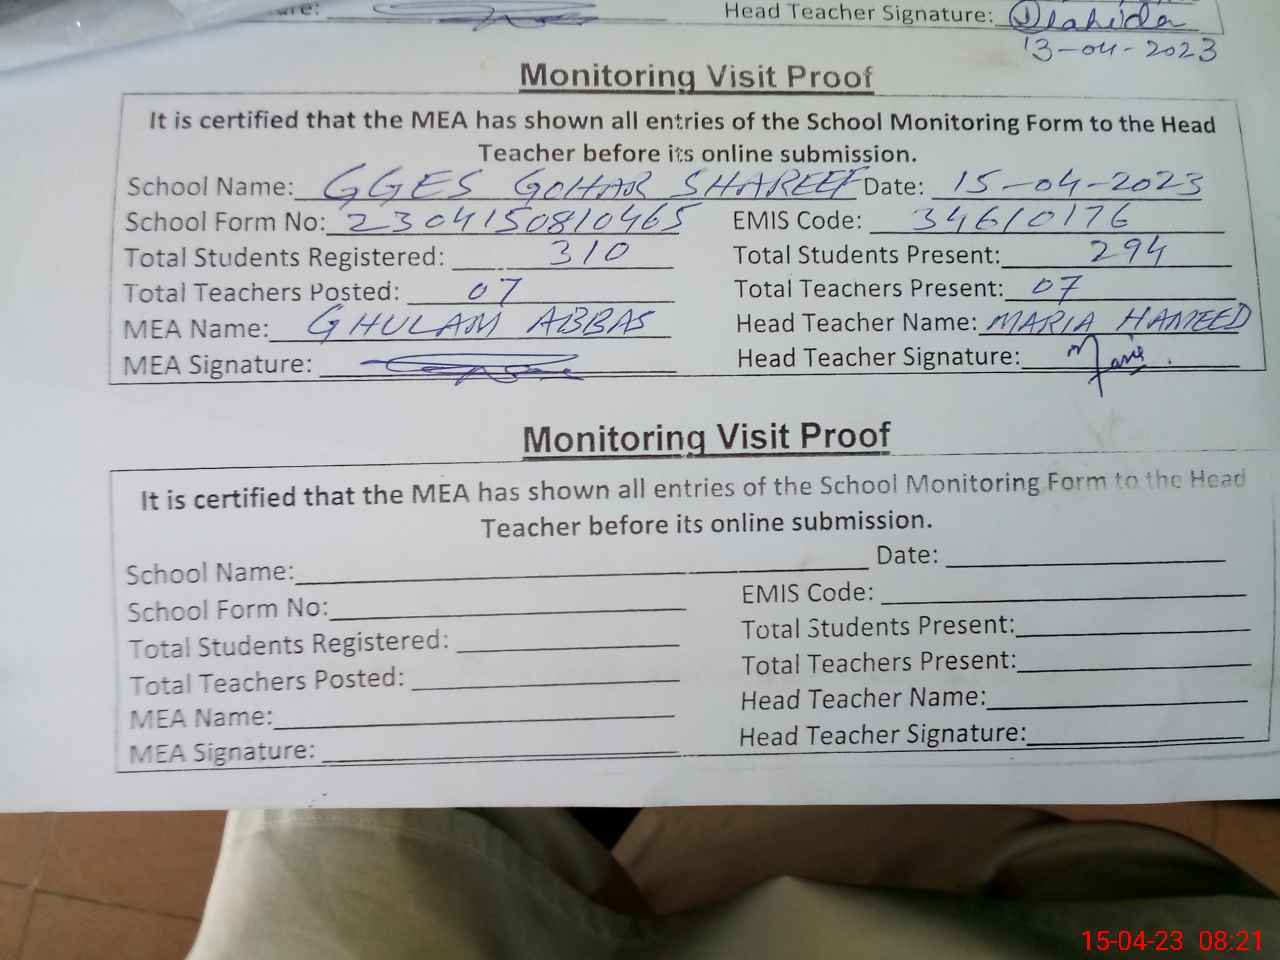 Head Teacher Signature: Shahida
13-04-2023
Monitoring Visit Proof
It is certified that the MEA has shown all entries of the School Monitoring Form to the Head
Teacher before its online submission.
School Name: GGES GOHAR SHAREEF Date: 15-04-2023
School Form No: 2304150810465 EMIS Code: 34610176
Total Students Registered: 310 Total Students Present: 294
Total Teachers Posted: 07 Total Teachers Present: 07
MEA Name: GHULAM ABBAS Head Teacher Name: MARIA HAMEED
MEA Signature: Head Teacher Signature: Maria
Monitoring Visit Proof
It is certified that the MEA has shown all entries of the School Monitoring Form to the Head
Teacher before its online submission.
School Name: Date:
School Form No: EMIS Code:
Total Students Registered: Total Students Present:
Total Teachers Posted: Total Teachers Present:
MEA Name: Head Teacher Name:
MEA Signature: Head Teacher Signature:
15-04-23 08:21